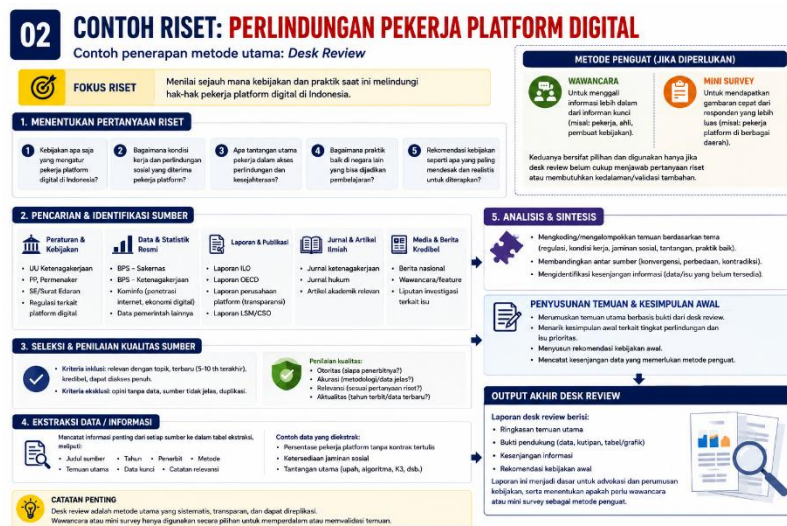 02
CONTOH RISET: PERLINDUNGAN PEKERJA PLATFORM DIGITAL
Contoh penerapan metode utama: Desk Review
FOKUS RISET
Menilai sejauh mana kebijakan dan praktik saat ini melindungi
hak-hak pekerja platform digital di Indonesia.
METODE PENGUAT (JIKA DIPERLUKAN)
WAWANCARA
Untuk menggali
informasi lebih dalam
dari informan kunci
(misal: pekerja, ahli,
pembuat kebijakan).
MINI SURVEY
Untuk mendapatkan
gambaran cepat dari
responden yang lebih
luas (misal: pekerja
platform di berbagai
daerah).
Keduanya bersifat pilihan dan digunakan hanya jika
desk review belum cukup menjawab pertanyaan riset
atau membutuhkan kedalaman/validasi tambahan.
1. MENENTUKAN PERTANYAAN RISET
1 Kebijakan apa saja
yang mengatur
pekerja platform
digital di Indonesia?
2 Bagaimana kondisi
kerja dan perlindungan
sosial yang diterima
pekerja platform?
3 Apa tantangan utama
pekerja dalam akses
perlindungan dan
kesejahteraan?
4 Bagaimana praktik
baik di negara lain
yang bisa dijadikan
pembelajaran?
5 Rekomendasi kebijakan
seperti apa yang paling
mendesak dan realistis
untuk diterapkan?
2. PENCARIAN & IDENTIFIKASI SUMBER
Peraturan &
Kebijakan
• UU Ketenagakerjaan
• PP, Permenaker
• SE/Surat Edaran
• Regulasi terkait
platform digital
Data & Statistik
Resmi
• BPS - Sakernas
• BPS - Ketenagakerjaan
• Kominfo (penetrasi
internet, ekonomi digital)
• Data pemerintah lainnya
Laporan & Publikasi
• Laporan ILO
• Laporan OECD
• Laporan perusahaan
platform (transparansi)
• Laporan LSM/CSO
Jurnal & Artikel
Ilmiah
• Jurnal ketenagakerjaan
• Jurnal hukum
• Artikel akademik relevan
Media & Berita
Kredibel
• Berita nasional
• Wawancara/feature
• Liputan investigasi
terkait isu
3. SELEKSI & PENILAIAN KUALITAS SUMBER
• Kriteria inklusi: relevan dengan topik, terbaru (5-10 th terakhir),
kredibel, dapat diakses penuh.
• Kriteria eksklusi: opini tanpa data, sumber tidak jelas, duplikasi.
Penilaian kualitas:
• Otoritas (siapa penerbitnya?)
• Akurasi (metodologi/data jelas?)
• Relevansi (sesuai pertanyaan riset?)
• Aktualitas (tahun terbit/data terbaru?)
4. EKSTRAKSI DATA / INFORMASI
Mencatat informasi penting dari setiap sumber ke dalam tabel ekstraksi,
meliputi:
• Judul sumber • Tahun • Penerbit • Metode
• Temuan utama • Data kunci • Catatan relevansi
Contoh data yang diekstrak:
• Persentase pekerja platform tanpa kontrak tertulis
• Ketersediaan jaminan sosial
• Tantangan utama (upah, algoritma, K3, dsb.)
CATATAN PENTING
Desk review adalah metode utama yang sistematis, transparan, dan dapat direplikasi.
Wawancara atau mini survey hanya digunakan secara pilihan untuk memperdalam atau memvalidasi temuan.
5. ANALISIS & SINTESIS
• Mengkoding/mengelompokkan temuan berdasarkan tema
(regulasi, kondisi kerja, jaminan sosial, tantangan, praktik baik).
• Membandingkan antar sumber (konvergensi, perbedaan, kontradiksi).
• Mengidentifikasi kesenjangan informasi (data/isu yang belum tersedia).
PENYUSUNAN TEMUAN & KESIMPULAN AWAL
• Merumuskan temuan utama berbasis bukti dari desk review.
• Menarik kesimpulan awal terkait tingkat perlindungan dan
isu prioritas.
• Menyusun rekomendasi kebijakan awal.
• Mencatat kesenjangan data yang memerlukan metode penguat.
OUTPUT AKHIR DESK REVIEW
Laporan desk review berisi:
• Ringkasan temuan utama
• Bukti pendukung (data, kutipan, tabel/grafik)
• Kesenjangan informasi
• Rekomendasi kebijakan awal
Laporan ini menjadi dasar untuk advokasi dan perumusan
kebijakan, serta menentukan apakah perlu wawancara
atau mini survey sebagai metode penguat.